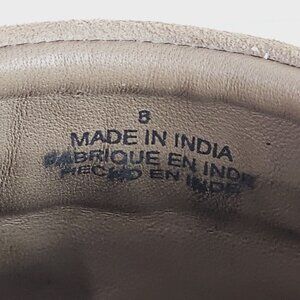 8
MADE IN INDIA
FABRIQUE EN INDE
HECHO EN INDE